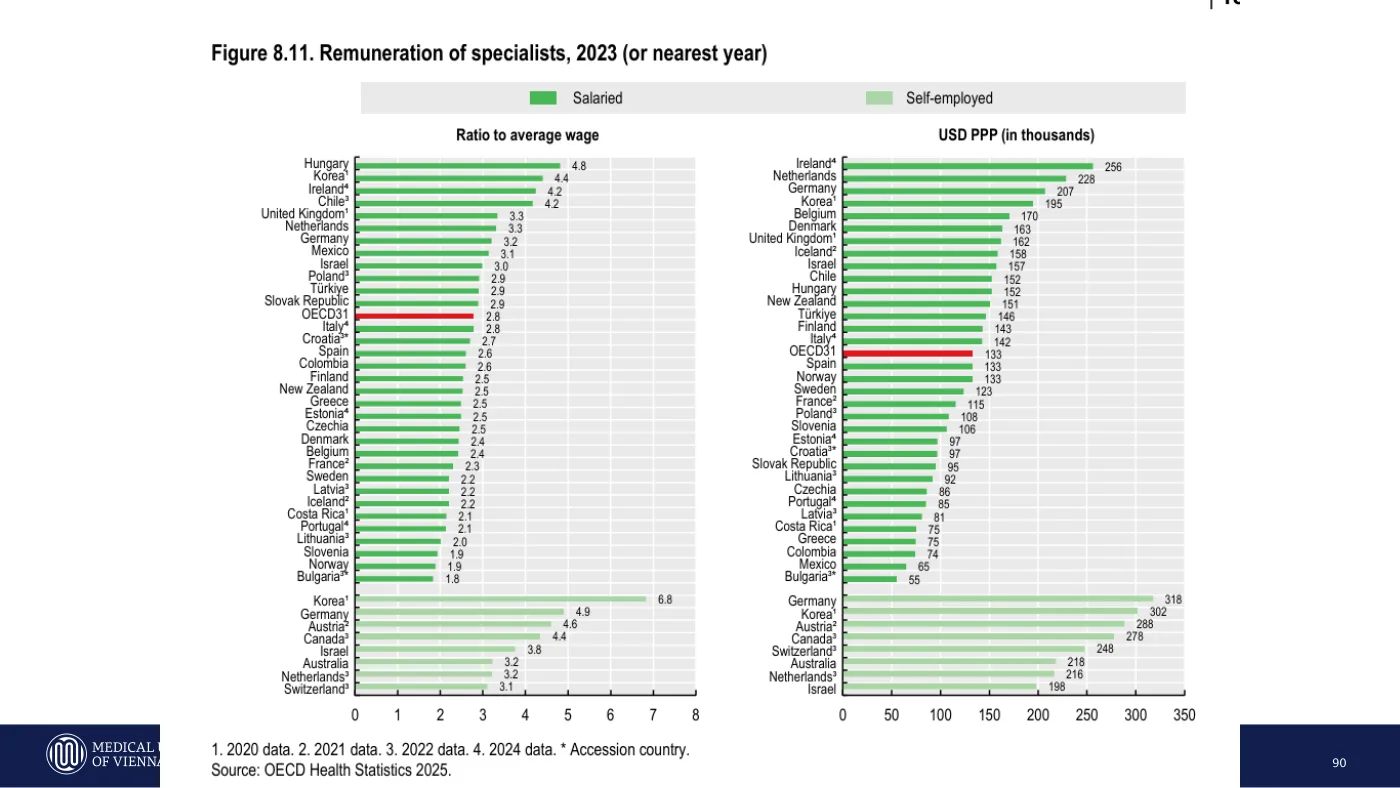 Figure 8.11. Remuneration of specialists, 2023 (or nearest year)
Salaried
Self-employed
Ratio to average wage
Hungary 4.8
Korea¹ 4.4
Ireland⁴ 4.2
Chile³ 4.2
United Kingdom¹ 3.3
Netherlands 3.3
Germany 3.2
Mexico 3.1
Israel 3.0
Poland³ 2.9
Türkiye 2.9
Slovak Republic 2.9
OECD31 2.8
Italy⁴ 2.8
Croatia³* 2.7
Spain 2.6
Colombia 2.6
Finland 2.5
New Zealand 2.5
Greece 2.5
Estonia⁴ 2.5
Czechia 2.5
Denmark 2.4
Belgium 2.4
France² 2.3
Sweden 2.2
Latvia³ 2.2
Iceland² 2.2
Costa Rica¹ 2.1
Portugal⁴ 2.1
Lithuania³ 2.0
Slovenia 1.9
Norway 1.9
Bulgaria³* 1.8
Korea¹ 6.8
Germany 4.9
Austria² 4.6
Canada³ 4.4
Israel 3.8
Australia 3.2
Netherlands³ 3.2
Switzerland³ 3.1
0 1 2 3 4 5 6 7 8
USD PPP (in thousands)
Ireland⁴ 256
Netherlands 228
Germany 207
Korea¹ 195
Belgium 170
Denmark 163
United Kingdom¹ 162
Iceland² 158
Israel 157
Chile 152
Hungary 152
New Zealand 151
Türkiye 146
Finland 143
Italy⁴ 142
OECD31 133
Spain 133
Norway 133
Sweden 123
France² 115
Poland³ 108
Slovenia 106
Estonia⁴ 97
Croatia³* 97
Slovak Republic 95
Lithuania³ 92
Czechia 86
Portugal⁴ 85
Latvia³ 81
Costa Rica¹ 75
Greece 75
Colombia 74
Mexico 65
Bulgaria³* 55
Germany 318
Korea¹ 302
Austria² 288
Canada³ 278
Switzerland³ 248
Australia 218
Netherlands³ 216
Israel 198
0 50 100 150 200 250 300 350
1. 2020 data. 2. 2021 data. 3. 2022 data. 4. 2024 data. * Accession country.
Source: OECD Health Statistics 2025.
MEDICAL
OF VIENNA
90